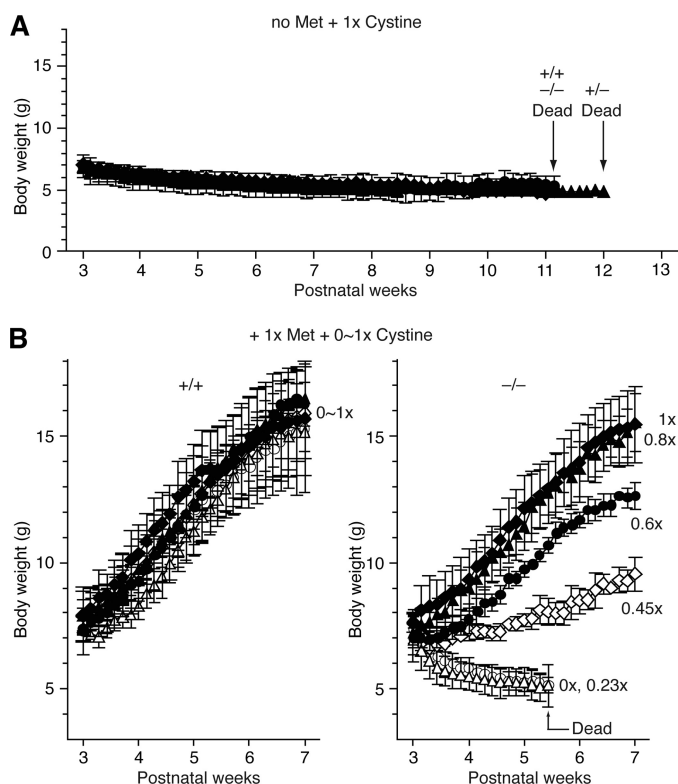 A
no Met + 1x Cystine
Body weight (g)
15
10
5
0
+/+
−/−
Dead
+/−
Dead
3 4 5 6 7 8 9 10 11 12 13
Postnatal weeks
B
+ 1x Met + 0~1x Cystine
Body weight (g)
15
10
5
+/+
0~1x
3 4 5 6 7
Postnatal weeks
Body weight (g)
15
10
5
−/−
1x
0.8x
0.6x
0.45x
0x, 0.23x
Dead
3 4 5 6 7
Postnatal weeks